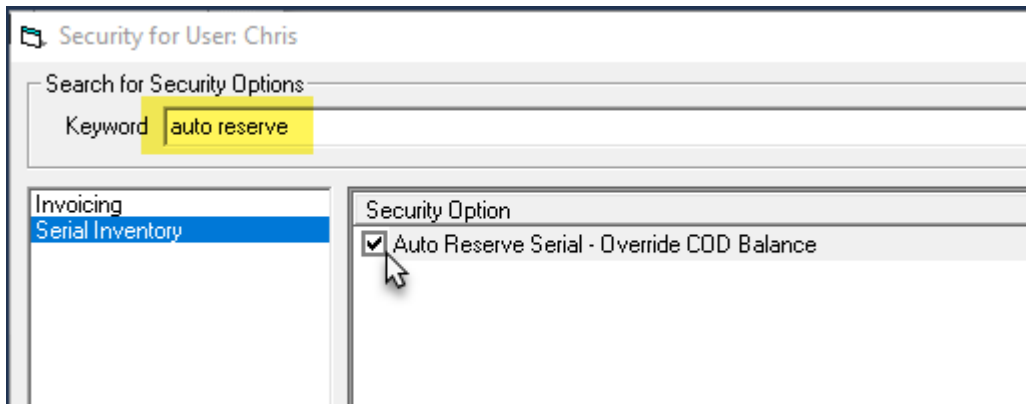 Security for User: Chris
Search for Security Options
Keyword auto reserve
Invoicing
Serial Inventory
Security Option
Auto Reserve Serial - Override COD Balance